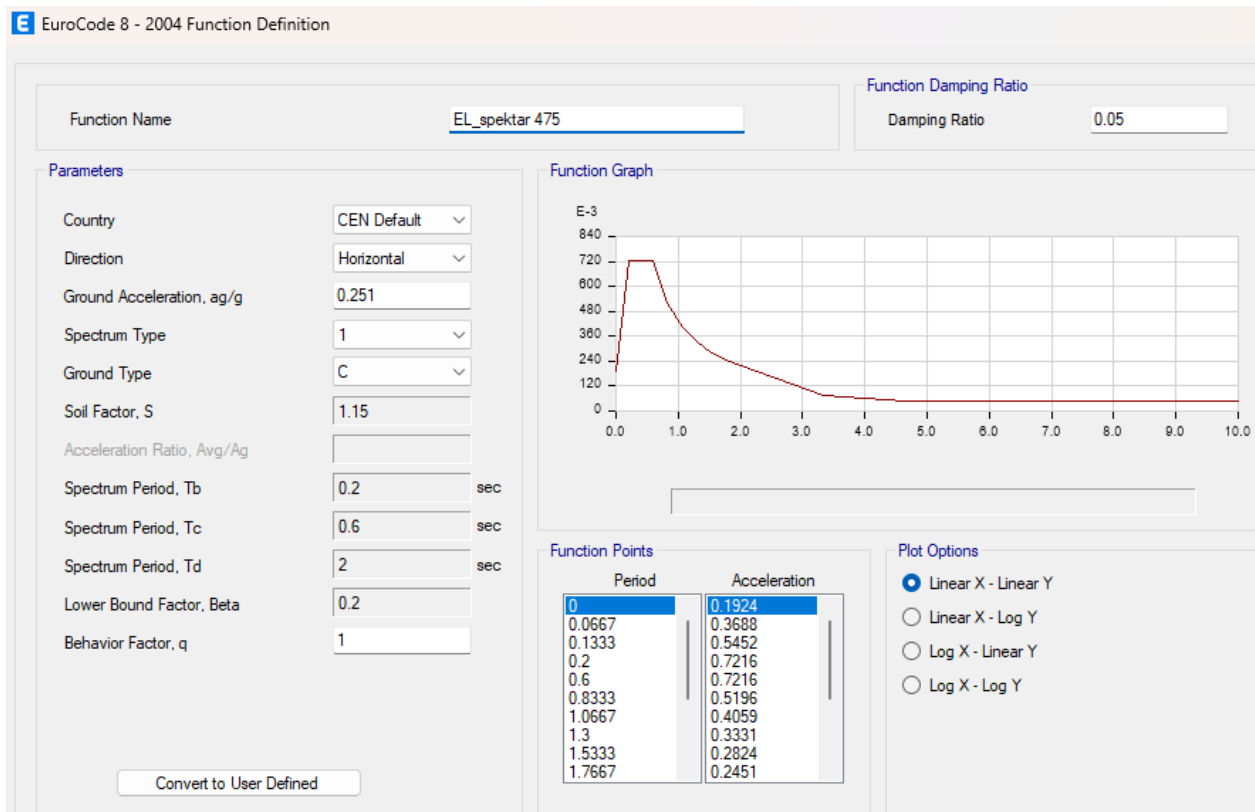 EuroCode 8 - 2004 Function Definition
Function Name
EL_spektar 475
Function Damping Ratio
Damping Ratio
0.05
Parameters
Country
CEN Default
Direction
Horizontal
Ground Acceleration, ag/g
0.251
Spectrum Type
1
Ground Type
C
Soil Factor, S
1.15
Acceleration Ratio, Avg/Ag
Spectrum Period, Tb
0.2
sec
Spectrum Period, Tc
0.6
sec
Spectrum Period, Td
2
sec
Lower Bound Factor, Beta
0.2
Behavior Factor, q
1
Convert to User Defined
Function Graph
E-3
840
720
600
480
360
240
120
0
0.0 1.0 2.0 3.0 4.0 5.0 6.0 7.0 8.0 9.0 10.0
Function Points
Period Acceleration
0 0.1924
0.0667 0.3688
0.1333 0.5452
0.2 0.7216
0.6 0.7216
0.8333 0.5196
1.0667 0.4059
1.3 0.3331
1.5333 0.2824
1.7667 0.2451
Plot Options
Linear X - Linear Y
Linear X - Log Y
Log X - Linear Y
Log X - Log Y